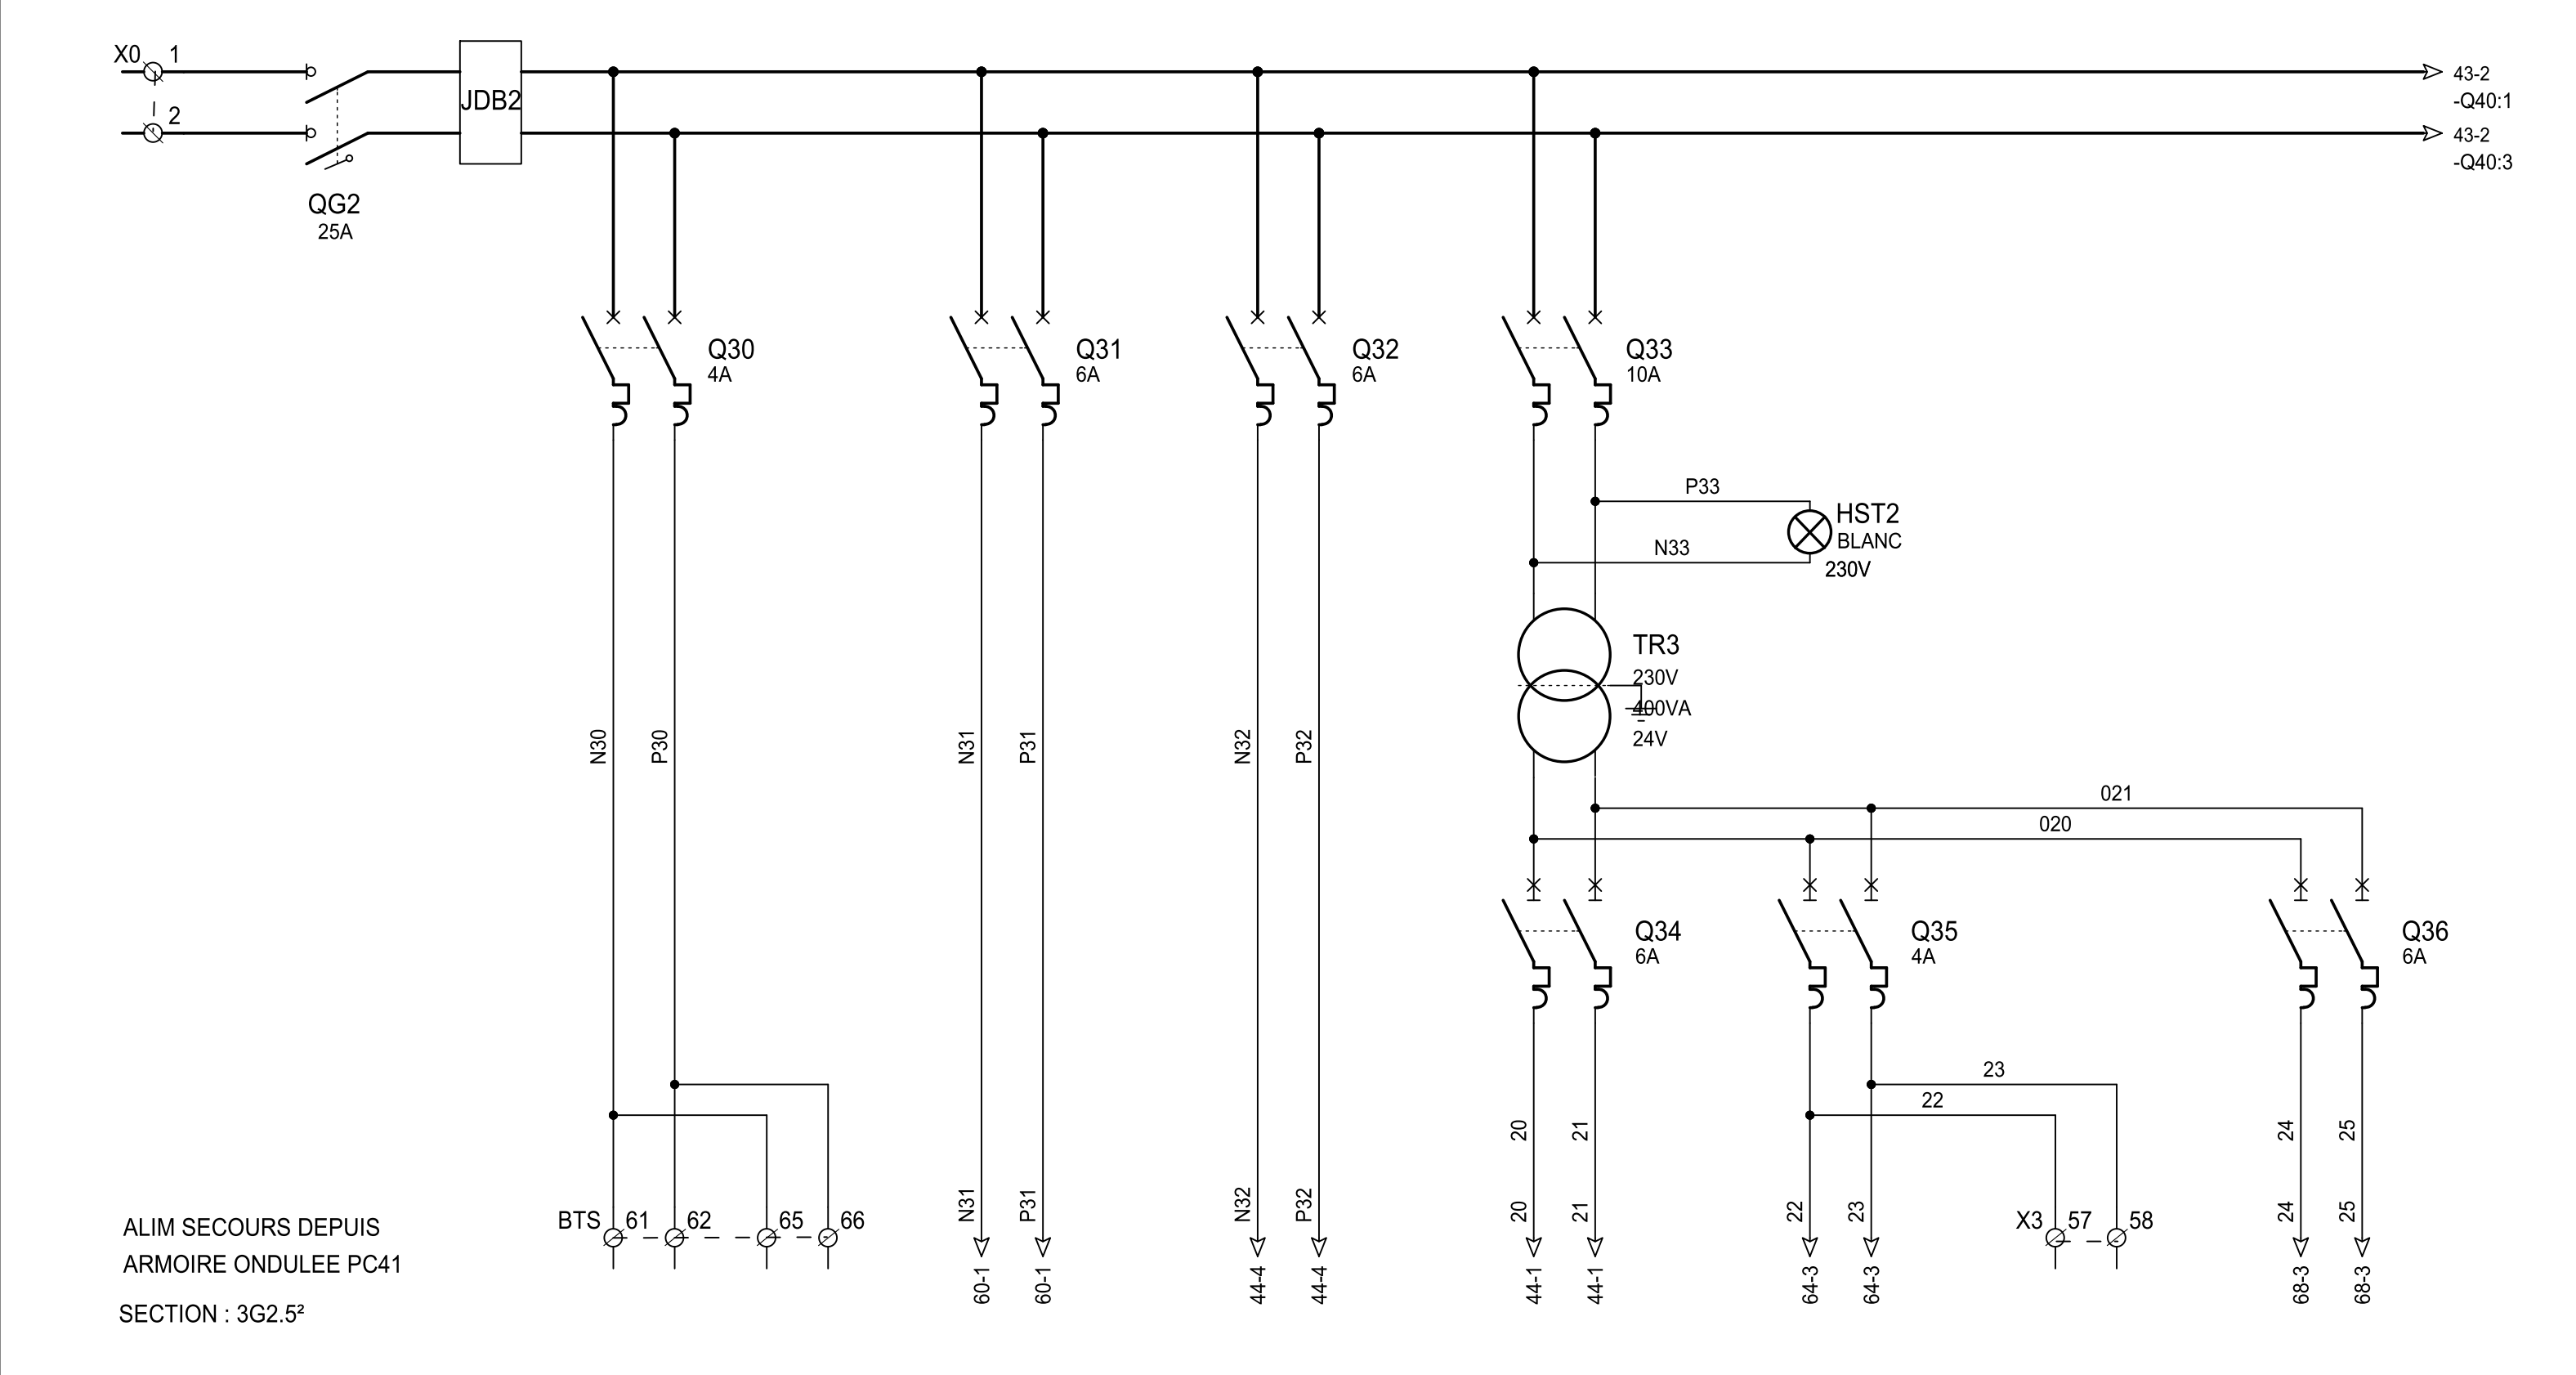 X0 1
2
QG2
25A
JDB2
43-2
-Q40:1
43-2
-Q40:3
Q30
4A
Q31
6A
Q32
6A
Q33
10A
P33
N33
HST2
BLANC
230V
TR3
230V
400VA
24V
N30
P30
N31
P31
N32
P32
021
020
Q34
6A
Q35
4A
Q36
6A
23
22
20
21
24
25
N31
P31
N32
P32
20
21
22
23
24
25
BTS 61 62 65 66
X3 57 58
60-1
60-1
44-4
44-4
44-1
44-1
64-3
64-3
68-3
68-3
ALIM SECOURS DEPUIS
ARMOIRE ONDULEE PC41
SECTION : 3G2.5²